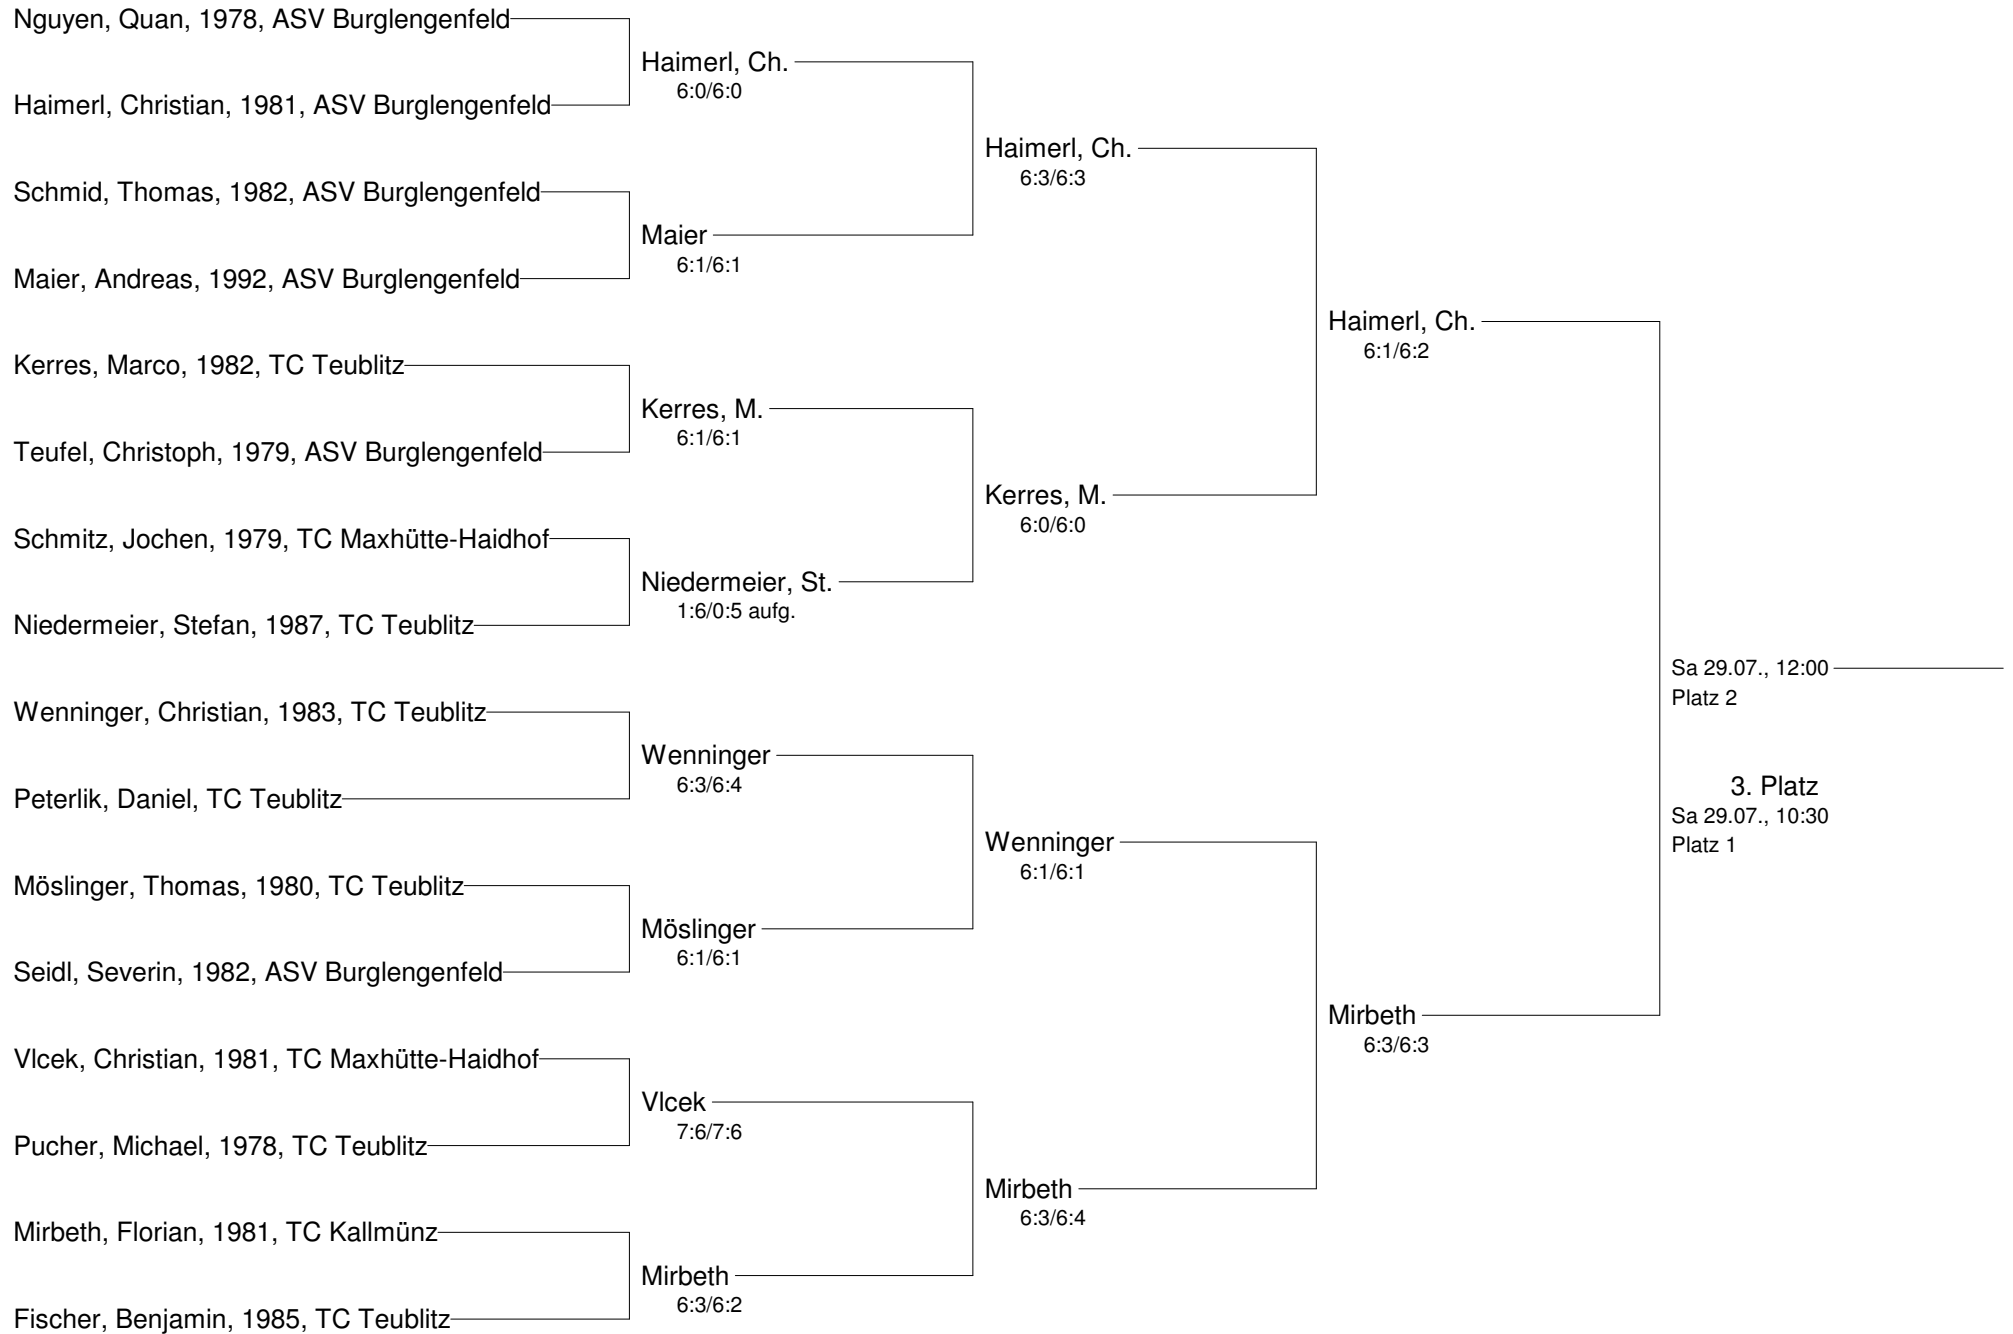 Nguyen, Quan, 1978, ASV Burglengenfeld
Haimerl, Ch.
6:0/6:0
Haimerl, Christian, 1981, ASV Burglengenfeld
Haimerl, Ch.
6:3/6:3
Schmid, Thomas, 1982, ASV Burglengenfeld
Maier
6:1/6:1
Maier, Andreas, 1992, ASV Burglengenfeld
Haimerl, Ch.
6:1/6:2
Kerres, Marco, 1982, TC Teublitz
Kerres, M.
6:1/6:1
Teufel, Christoph, 1979, ASV Burglengenfeld
Kerres, M.
6:0/6:0
Schmitz, Jochen, 1979, TC Maxhütte-Haidhof
Niedermeier, St.
1:6/0:5 aufg.
Niedermeier, Stefan, 1987, TC Teublitz
Sa 29.07., 12:00
Platz 2
Wenninger, Christian, 1983, TC Teublitz
Wenninger
6:3/6:4
Peterlik, Daniel, TC Teublitz
3. Platz
Sa 29.07., 10:30
Platz 1
Wenninger
6:1/6:1
Möslinger, Thomas, 1980, TC Teublitz
Möslinger
6:1/6:1
Seidl, Severin, 1982, ASV Burglengenfeld
Mirbeth
6:3/6:3
Vlcek, Christian, 1981, TC Maxhütte-Haidhof
Vlcek
7:6/7:6
Pucher, Michael, 1978, TC Teublitz
Mirbeth
6:3/6:4
Mirbeth, Florian, 1981, TC Kallmünz
Mirbeth
6:3/6:2
Fischer, Benjamin, 1985, TC Teublitz